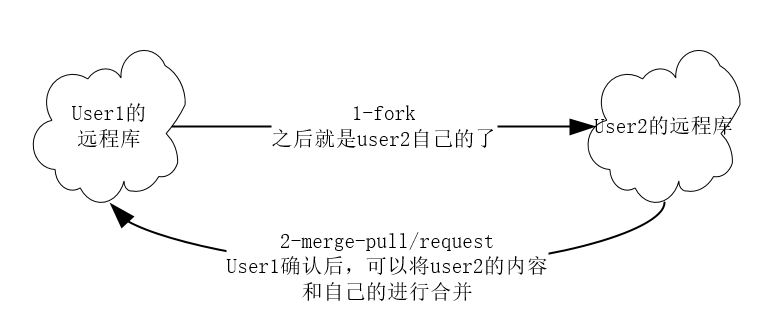 User1的
远程库
1-fork
之后就是user2自己的了
User2的远程库
2-merge-pull/request
User1确认后，可以将user2的内容
和自己的进行合并